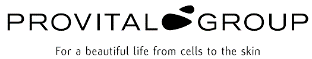 PROVITAL GROUP
For a beautiful life from cells to the skin